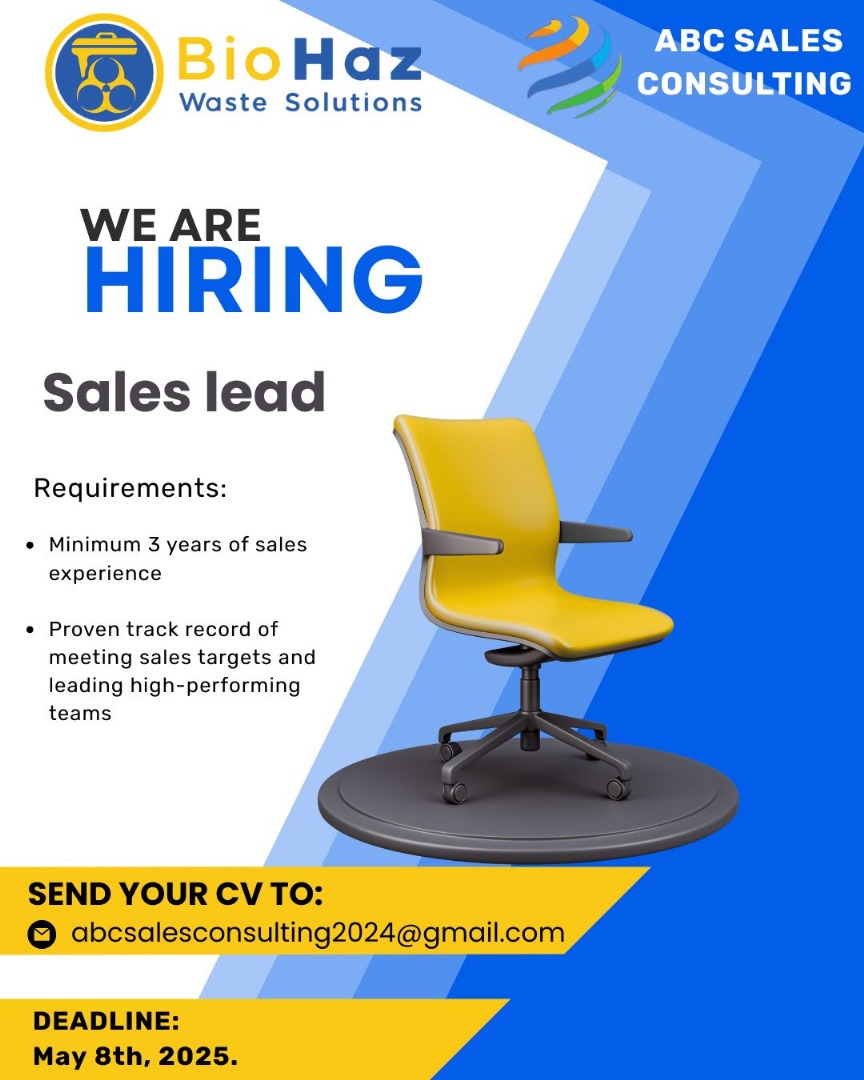 BioHaz
Waste Solutions
ABC SALES
CONSULTING
WE ARE
HIRING
Sales lead
Requirements:
• Minimum 3 years of sales
experience
• Proven track record of
meeting sales targets and
leading high-performing
teams
SEND YOUR CV TO:
abcsalesconsulting2024@gmail.com
DEADLINE:
May 8th, 2025.